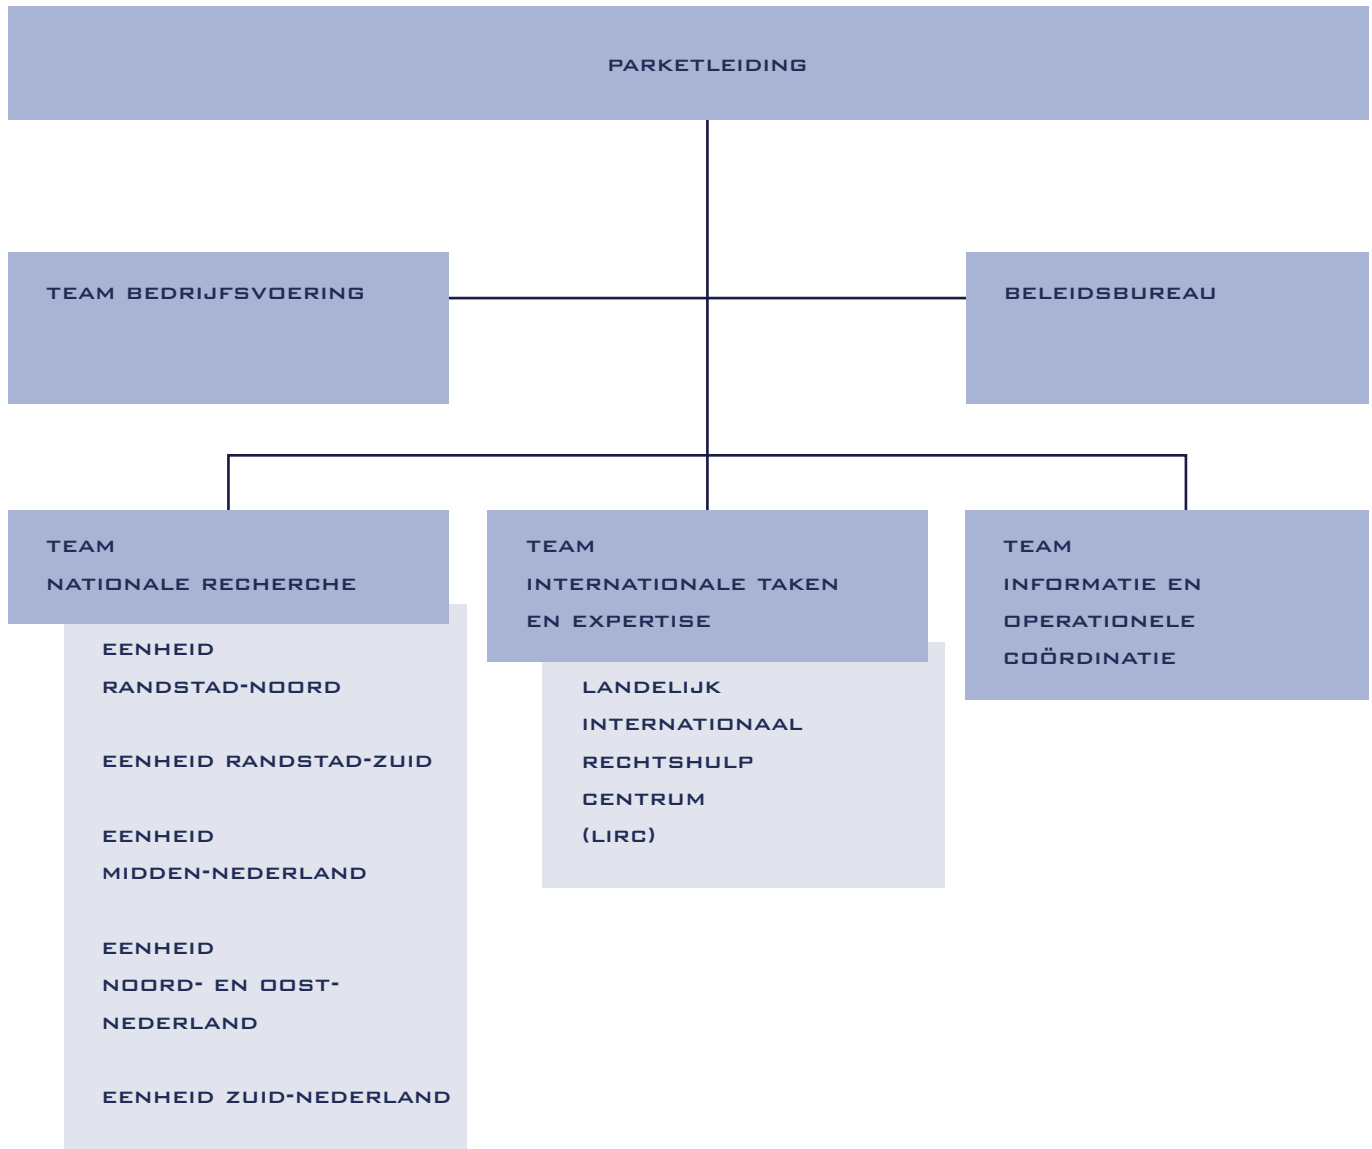 PARKETLEIDING
TEAM BEDRIJFSVOERING
BELEIDSBUREAU
TEAM
NATIONALE RECHERCHE
EENHEID
RANDSTAD-NOORD
EENHEID RANDSTAD-ZUID
EENHEID
MIDDEN-NEDERLAND
EENHEID
NOORD- EN OOST-
NEDERLAND
EENHEID ZUID-NEDERLAND
TEAM
INTERNATIONALE TAKEN
EN EXPERTISE
LANDELIJK
INTERNATIONAAL
RECHTSHULP
CENTRUM
(LIRC)
TEAM
INFORMATIE EN
OPERATIONELE
COÖRDINATIE